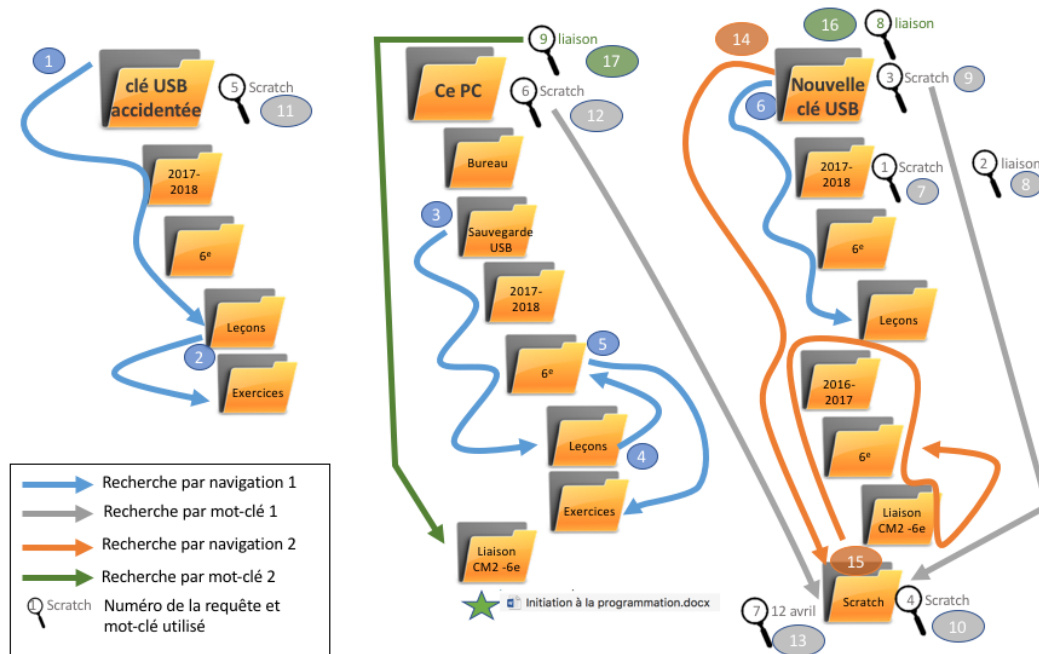 1
clé USB
accidentée
5 Scratch
11
2017-
2018
6e
Leçons
2
Exercices
9 liaison
17
Ce PC
6 Scratch
12
Bureau
3
Sauvegarde
USB
2017-
2018
5
6e
Leçons
4
Exercices
Liaison
CM2 -6e
Initiation à la programmation.docx
14
16
8 liaison
Nouvelle
clé USB
3 Scratch
9
6
2017-
2018
1 Scratch
7
2 liaison
8
6e
Leçons
2016-
2017
6e
Liaison
CM2 -6e
15
Scratch
4 Scratch
10
7 12 avril
13
Recherche par navigation 1
Recherche par mot-clé 1
Recherche par navigation 2
Recherche par mot-clé 2
1 Scratch
Numéro de la requête et
mot-clé utilisé